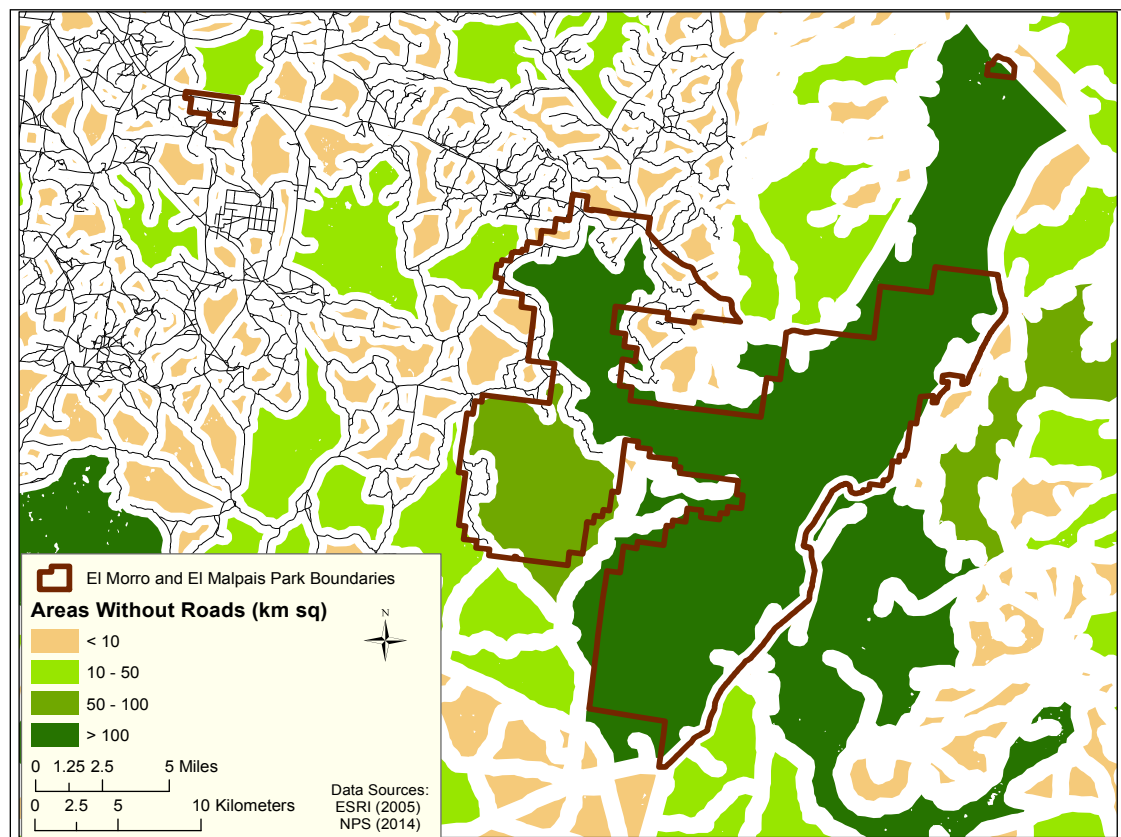 El Morro and El Malpais Park Boundaries
Areas Without Roads (km sq)
N
< 10
10 - 50
50 - 100
> 100
0 1.25 2.5 5 Miles
0 2.5 5 10 Kilometers
Data Sources:
ESRI (2005)
NPS (2014)